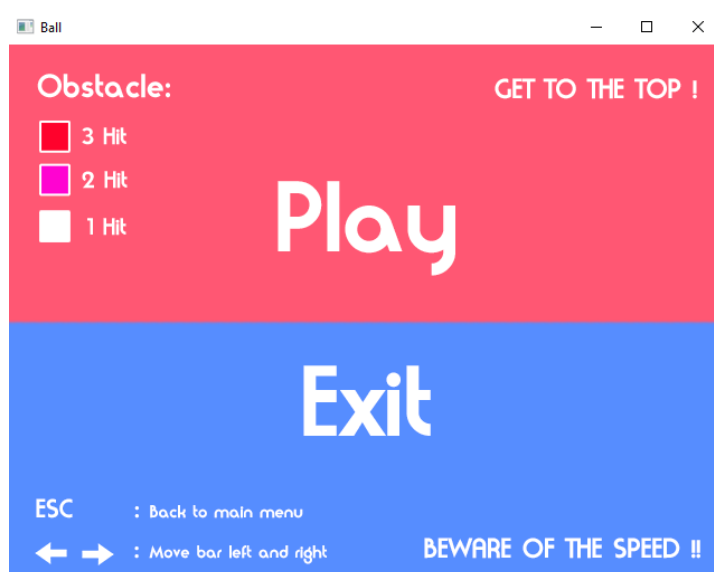 Ball
Obstacle:
GET TO THE TOP !
3 Hit
2 Hit
1 Hit
Play
Exit
ESC : Back to main menu
: Move bar left and right
BEWARE OF THE SPEED !!